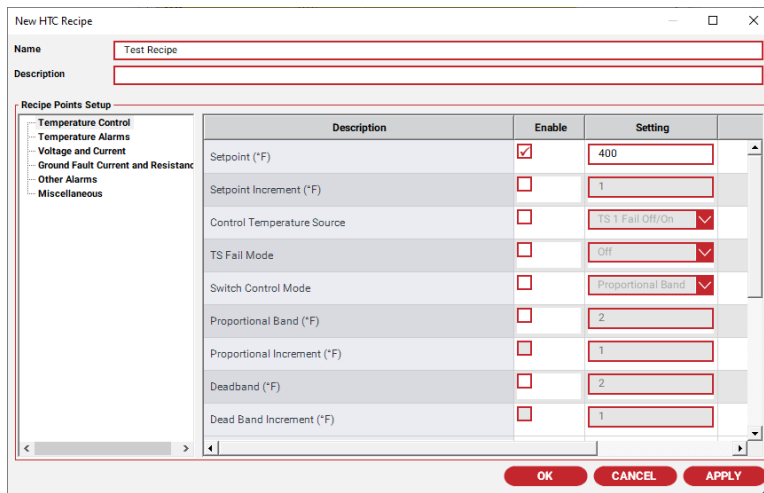 New HTC Recipe
Name Test Recipe
Description
Recipe Points Setup
Temperature Control
Temperature Alarms
Voltage and Current
Ground Fault Current and Resistanc
Other Alarms
Miscellaneous
Description Enable Setting
Setpoint (°F) 400
Setpoint Increment (°F) 1
Control Temperature Source TS 1 Fail Off/On
TS Fail Mode Off
Switch Control Mode Proportional Band
Proportional Band (°F) 2
Proportional Increment (°F) 1
Deadband (°F) 2
Dead Band Increment (°F) 1
OK CANCEL APPLY